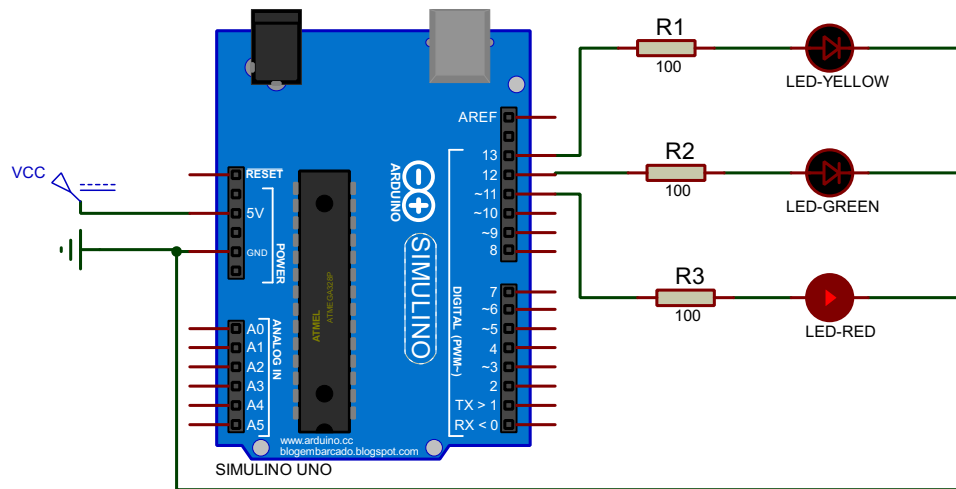 R1
100
LED-YELLOW
R2
100
LED-GREEN
R3
100
LED-RED
VCC
RESET
5V
GND
POWER
A0
A1
A2
A3
A4
A5
ANALOG IN
ATMEL
ATMEGA328P
ARDUINO
SIMULINO
AREF
13
12
~11
~10
~9
8
7
~6
~5
4
~3
2
TX > 1
RX < 0
DIGITAL (PWM~)
www.arduino.cc
blogembarcado.blogspot.com
SIMULINO UNO